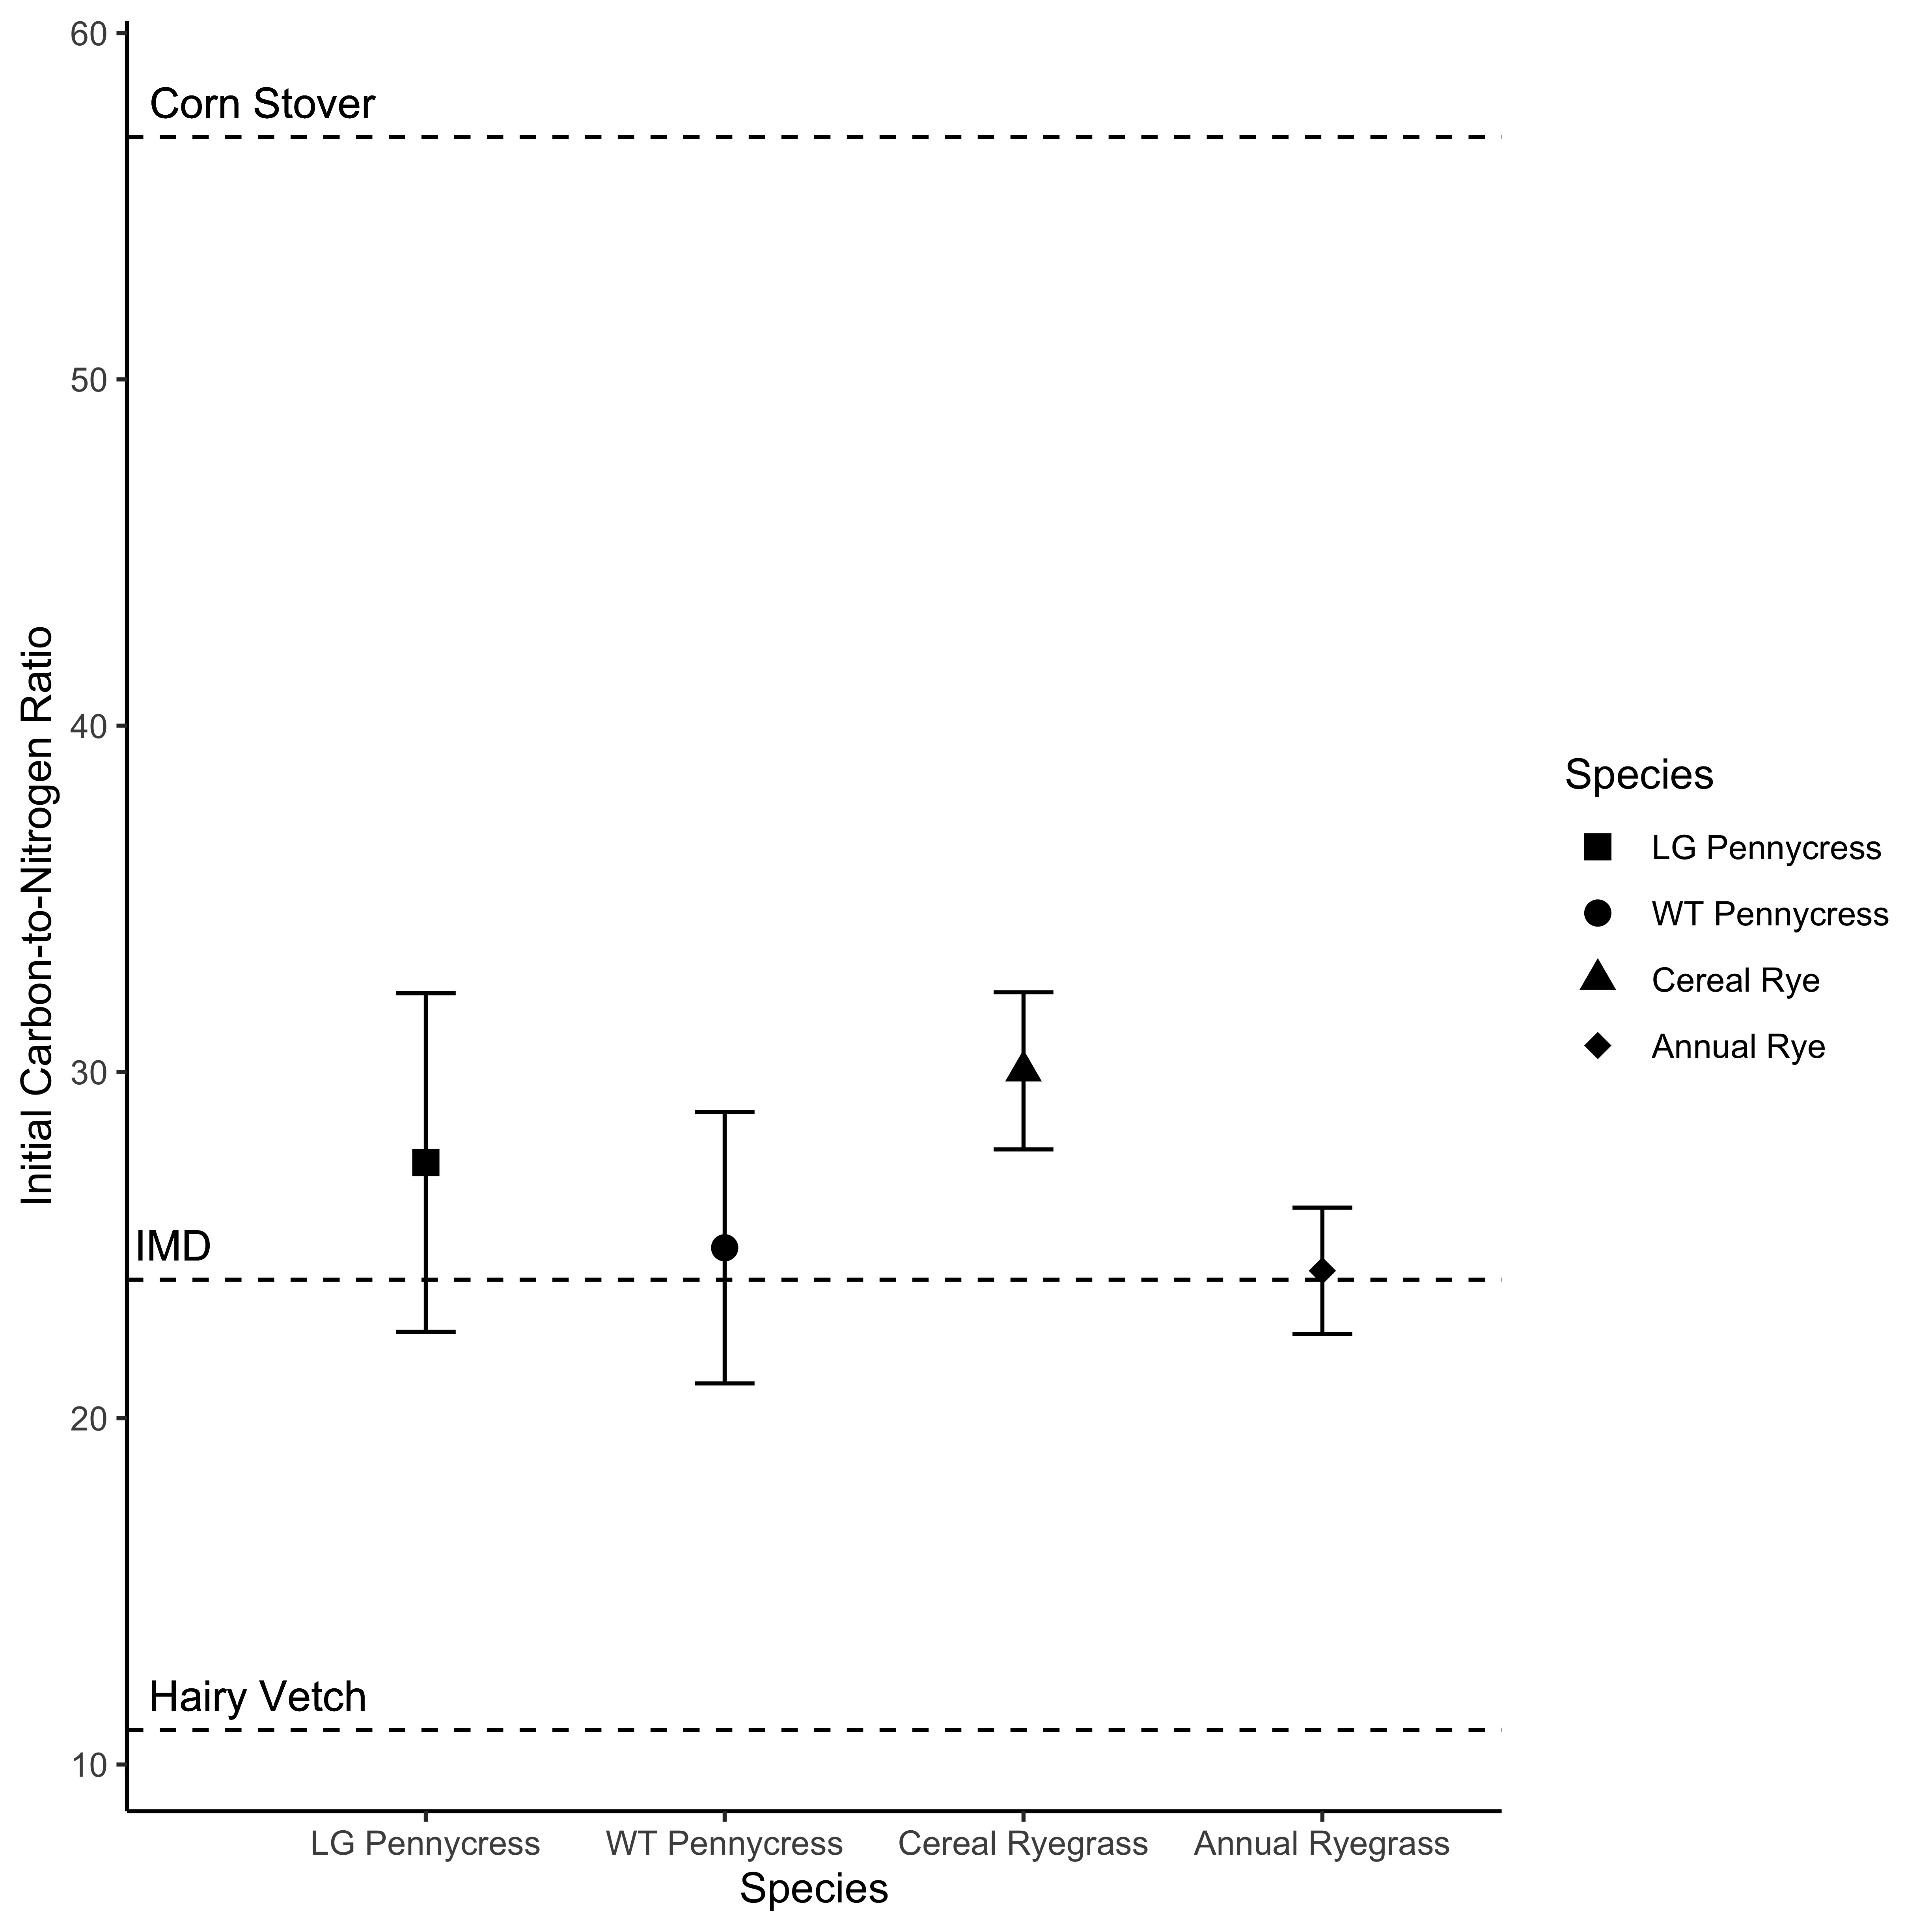 60
Corn Stover
50
40
Initial Carbon-to-Nitrogen Ratio
30
IMD
20
Hairy Vetch
10
LG Pennycress
WT Pennycress
Cereal Ryegrass
Annual Ryegrass
Species
Species
LG Pennycress
WT Pennycress
Cereal Rye
Annual Rye